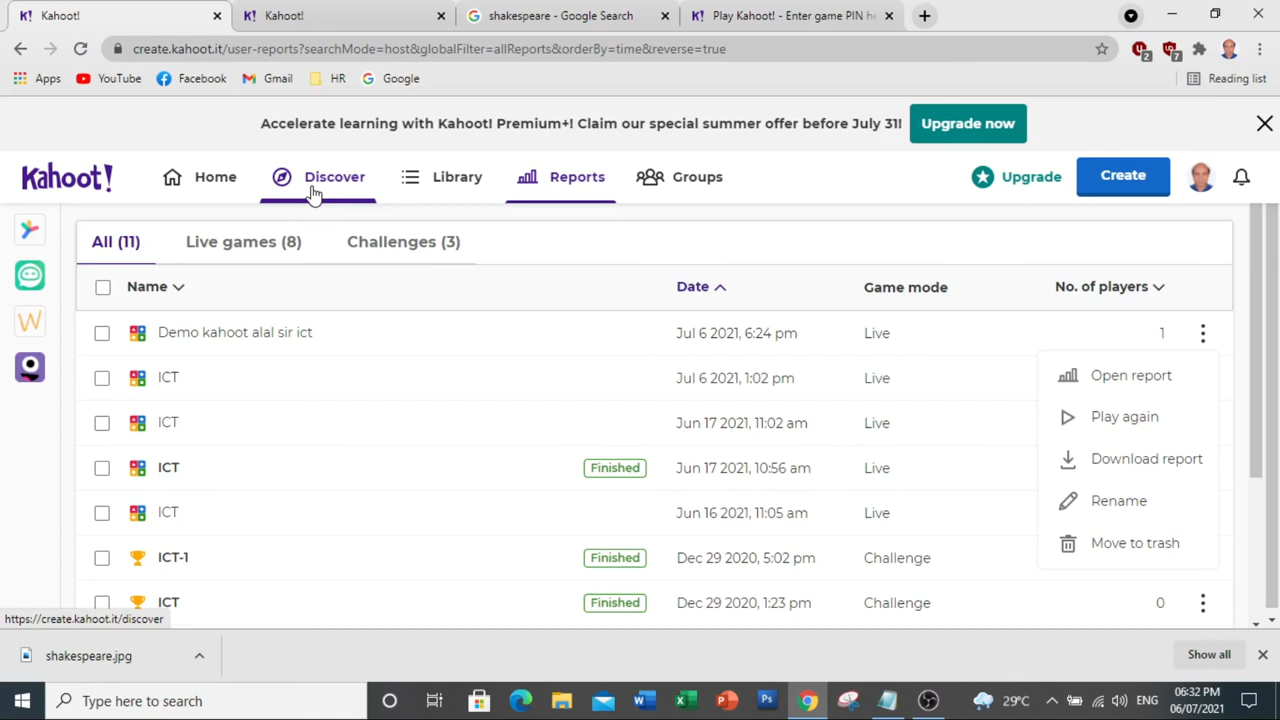 Kahoot!
Kahoot!
shakespeare - Google Search
Play Kahoot! - Enter game PIN he
create.kahoot.it/user-reports?searchMode=host&globalFilter=allReports&orderBy=time&reverse=true
2
7
Apps
YouTube
Facebook
Gmail
HR
Google
Reading list
Accelerate learning with Kahoot! Premium+! Claim our special summer offer before July 31!
Upgrade now
Kahoot!
Home
Discover
Library
Reports
Groups
Upgrade
Create
All (11)
Live games (8)
Challenges (3)
Name
Date
Game mode
No. of players
Demo kahoot alal sir ict
Jul 6 2021, 6:24 pm
Live
1
ICT
Jul 6 2021, 1:02 pm
Live
Open report
ICT
Jun 17 2021, 11:02 am
Live
Play again
ICT
Finished
Jun 17 2021, 10:56 am
Live
Download report
ICT
Jun 16 2021, 11:05 am
Live
Rename
ICT-1
Finished
Dec 29 2020, 5:02 pm
Challenge
Move to trash
ICT
Finished
Dec 29 2020, 1:23 pm
Challenge
0
https://create.kahoot.it/discover
shakespeare.jpg
Show all
Type here to search
29°C
ENG
06:32 PM
06/07/2021